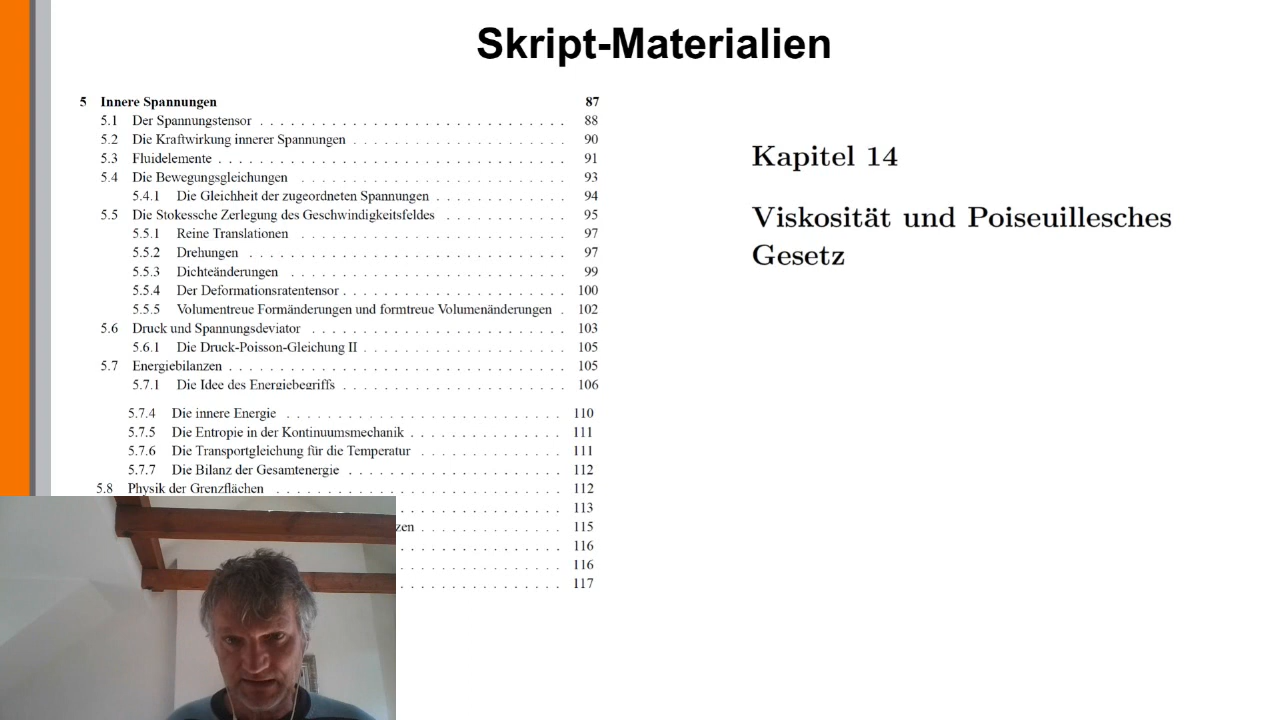 Skript-Materialien
5 Innere Spannungen 87
5.1 Der Spannungstensor . . . . . . . . . . . . . . . . . . . . . . . . . . . . . 88
5.2 Die Kraftwirkung innerer Spannungen . . . . . . . . . . . . . . . . . . . . 90
5.3 Fluidelemente . . . . . . . . . . . . . . . . . . . . . . . . . . . . . . . . . 91
5.4 Die Bewegungsgleichungen . . . . . . . . . . . . . . . . . . . . . . . . . 93
5.4.1 Die Gleichheit der zugeordneten Spannungen . . . . . . . . . . . . 94
5.5 Die Stokessche Zerlegung des Geschwindigkeitsfeldes . . . . . . . . . . . 95
5.5.1 Reine Translationen . . . . . . . . . . . . . . . . . . . . . . . . . 97
5.5.2 Drehungen . . . . . . . . . . . . . . . . . . . . . . . . . . . . . . 97
5.5.3 Dichteänderungen . . . . . . . . . . . . . . . . . . . . . . . . . . 99
5.5.4 Der Deformationsratentensor . . . . . . . . . . . . . . . . . . . . . 100
5.5.5 Volumentreue Formänderungen und formtreue Volumenänderungen . 102
5.6 Druck und Spannungsdeviator . . . . . . . . . . . . . . . . . . . . . . . . 103
5.6.1 Die Druck-Poisson-Gleichung II . . . . . . . . . . . . . . . . . . . 105
5.7 Energiebilanzen . . . . . . . . . . . . . . . . . . . . . . . . . . . . . . . . 105
5.7.1 Die Idee des Energiebegriffs . . . . . . . . . . . . . . . . . . . . . 106
5.7.4 Die innere Energie . . . . . . . . . . . . . . . . . . . . . . . . . . 110
5.7.5 Die Entropie in der Kontinuumsmechanik . . . . . . . . . . . . . . 111
5.7.6 Die Transportgleichung für die Temperatur . . . . . . . . . . . . . 111
5.7.7 Die Bilanz der Gesamtenergie . . . . . . . . . . . . . . . . . . . . 112
5.8 Physik der Grenzflächen . . . . . . . . . . . . . . . . . . . . . . . . . . . 112
. . . . . . . . . . . . . . . 113
zen . . . . . . . . . . . . . 115
. . . . . . . . . . . . . . . 116
. . . . . . . . . . . . . . . 116
. . . . . . . . . . . . . . . 117
Kapitel 14
Viskosität und Poiseuillesches
Gesetz